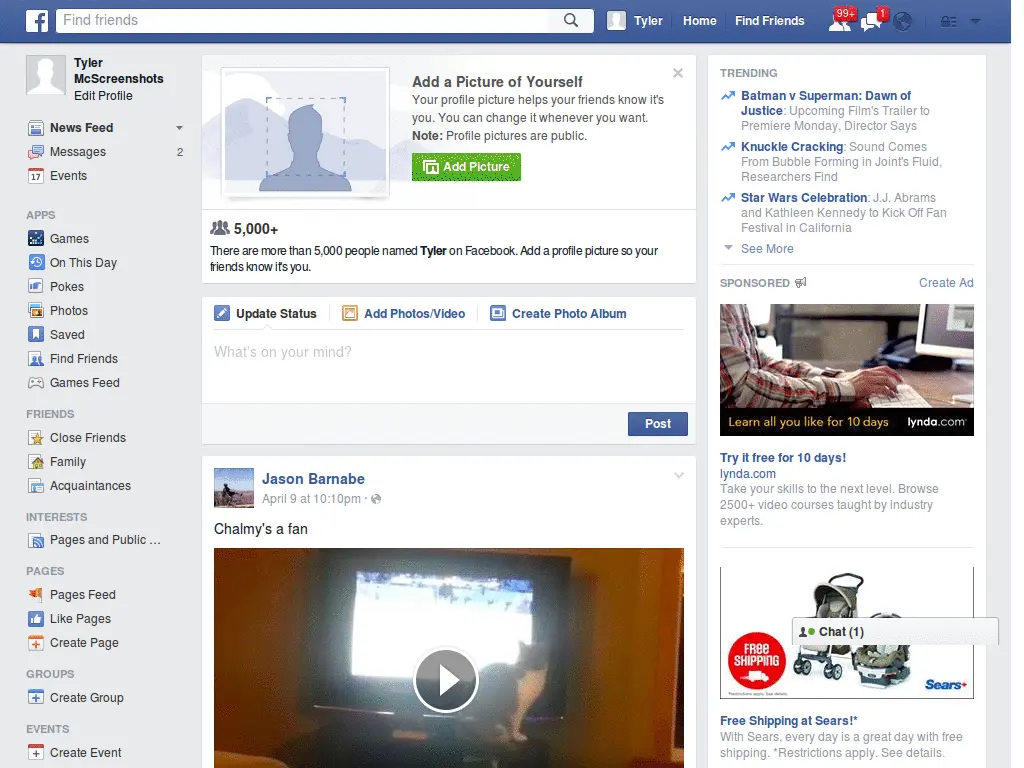 f
Find friends
Tyler
Home
Find Friends
99+
1
Tyler
McScreenshots
Edit Profile
News Feed
Messages
2
17
Events
APPS
Games
On This Day
Pokes
Photos
Saved
Find Friends
Games Feed
FRIENDS
Close Friends
Family
Acquaintances
INTERESTS
Pages and Public ...
PAGES
Pages Feed
Like Pages
Create Page
GROUPS
Create Group
EVENTS
Create Event
Add a Picture of Yourself
Your profile picture helps your friends know it's
you. You can change it whenever you want.
Note: Profile pictures are public.
Add Picture
5,000+
There are more than 5,000 people named Tyler on Facebook. Add a profile picture so your
friends know it's you.
Update Status
Add Photos/Video
Create Photo Album
What's on your mind?
Post
Jason Barnabe
April 9 at 10:10pm ·
Chalmy's a fan
TRENDING
Batman v Superman: Dawn of
Justice: Upcoming Film's Trailer to
Premiere Monday, Director Says
Knuckle Cracking: Sound Comes
From Bubble Forming in Joint's Fluid,
Researchers Find
Star Wars Celebration: J.J. Abrams
and Kathleen Kennedy to Kick Off Fan
Festival in California
See More
SPONSORED
Create Ad
Learn all you like for 10 days
lynda.com
Try it free for 10 days!
lynda.com
Take your skills to the next level. Browse
2500+ video courses taught by industry
experts.
Chat (1)
FREE
SHIPPING
*Restrictions apply. See details.
Sears
Free Shipping at Sears!*
With Sears, every day is a great day with free
shipping. *Restrictions apply. See details.